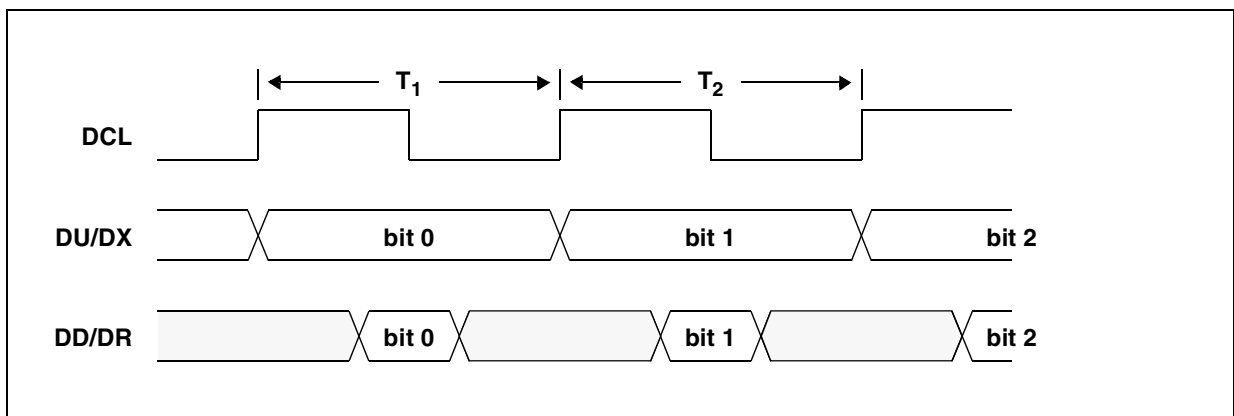 T1 T2
DCL
DU/DX bit 0 bit 1 bit 2
DD/DR bit 0 bit 1 bit 2